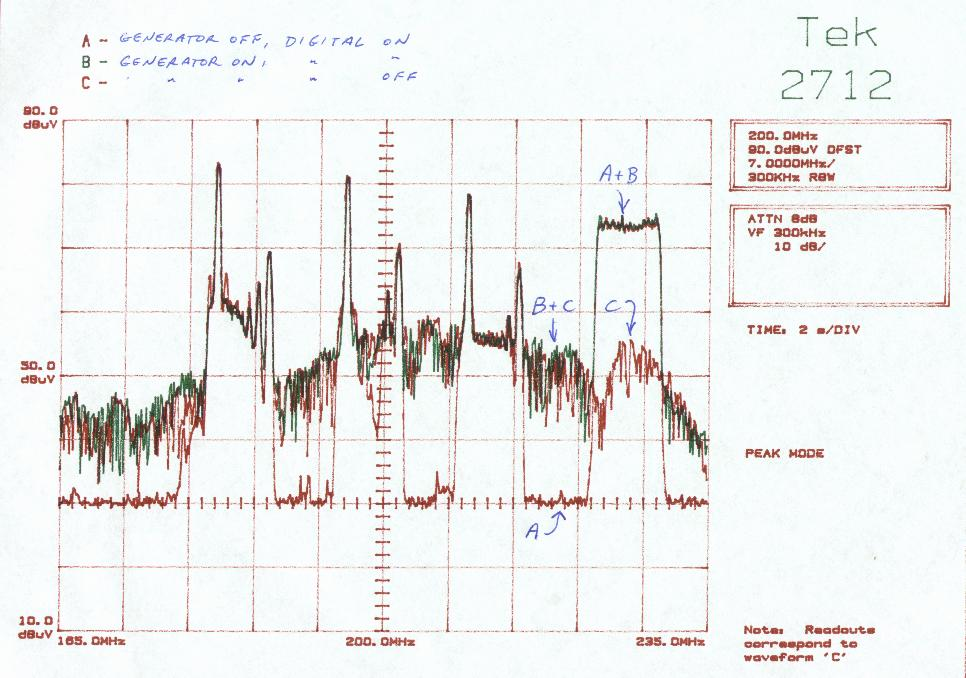 A - GENERATOR OFF, DIGITAL ON
B - GENERATOR ON, " "
C - " " " OFF
Tek
2712
90.0
dBuV
200.0MHz
90.0dBuV OFST
7.0000MHz/
300KHz RBW
ATTN 8dB
VF 300kHz
10 dB/
A+B
B+C
C
TIME: 2 s/DIV
50.0
dBuV
PEAK MODE
A
10.0
dBuV
165.0MHz
200.0MHz
235.0MHz
Note: Readouts
correspond to
waveform 'C'